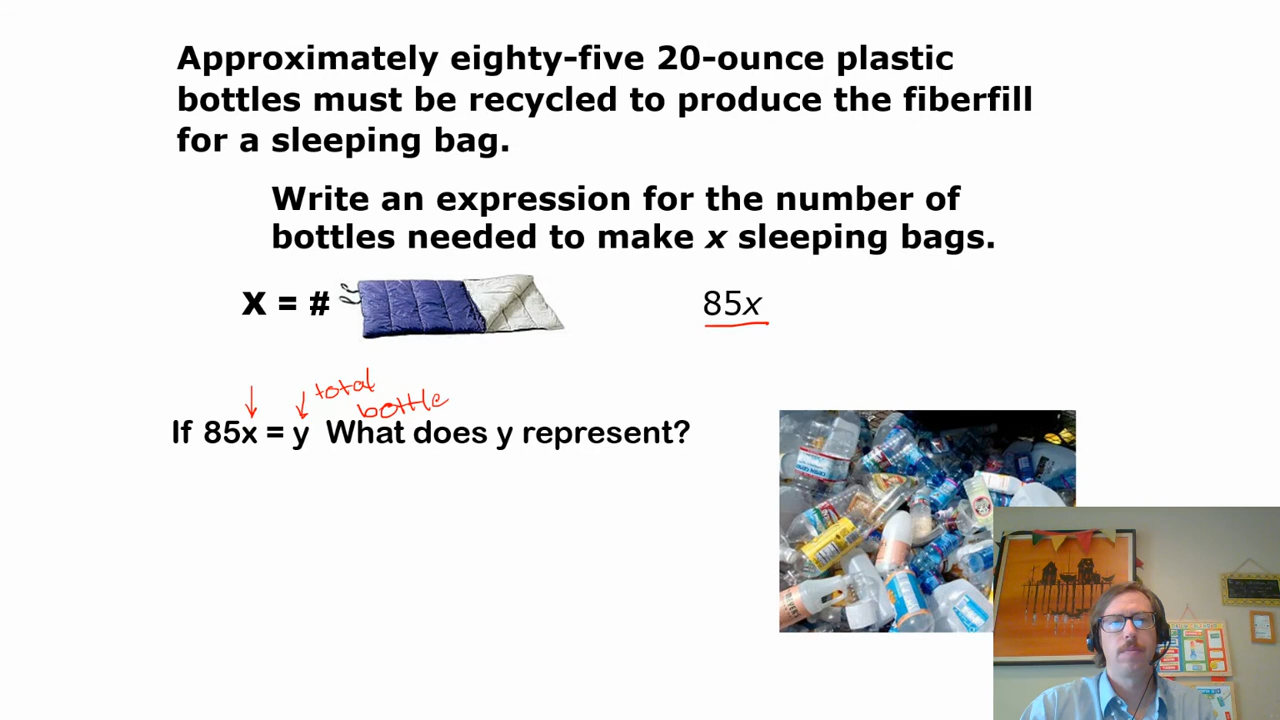 Approximately eighty-five 20-ounce plastic
bottles must be recycled to produce the fiberfill
for a sleeping bag.
Write an expression for the number of
bottles needed to make x sleeping bags.
X = #
85x
total
bottle
If 85x = y What does y represent?